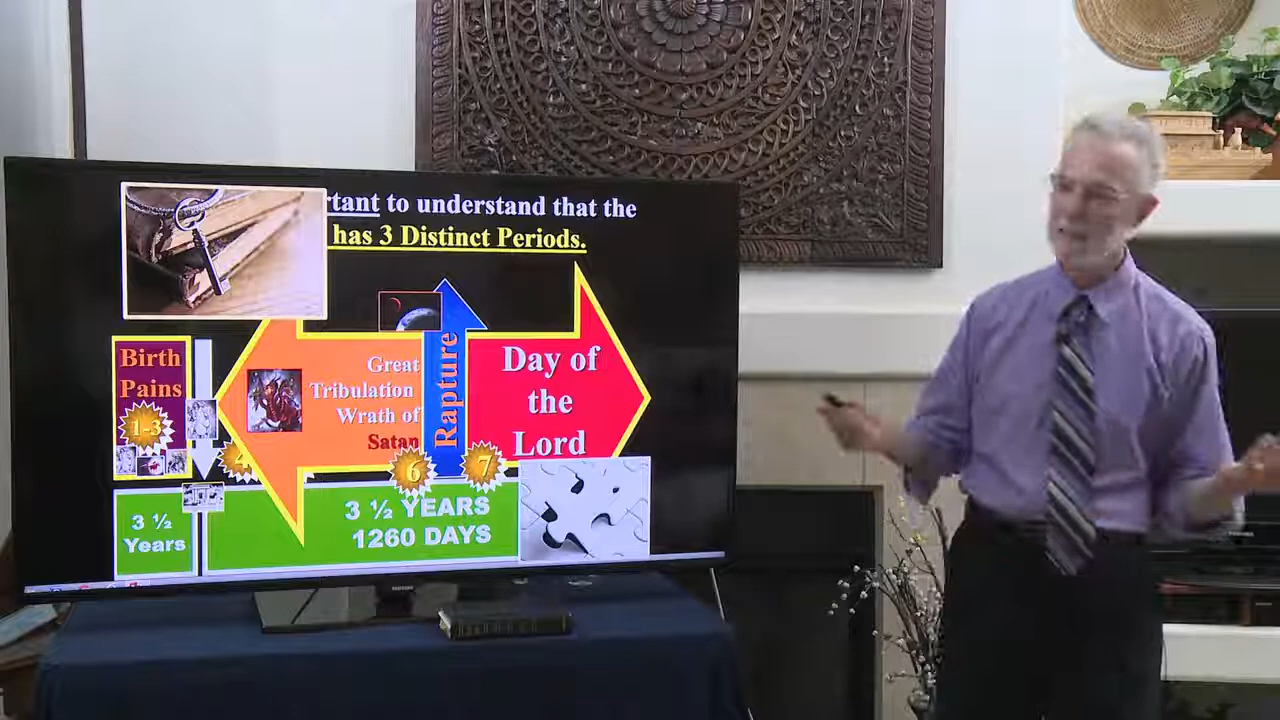 rtant to understand that the
has 3 Distinct Periods.
Birth
Pains
1-3
Great
Tribulation
Wrath of
Satan
Rapture
Day of
the
Lord
4
6
7
3 ½
Years
3 ½ YEARS
1260 DAYS